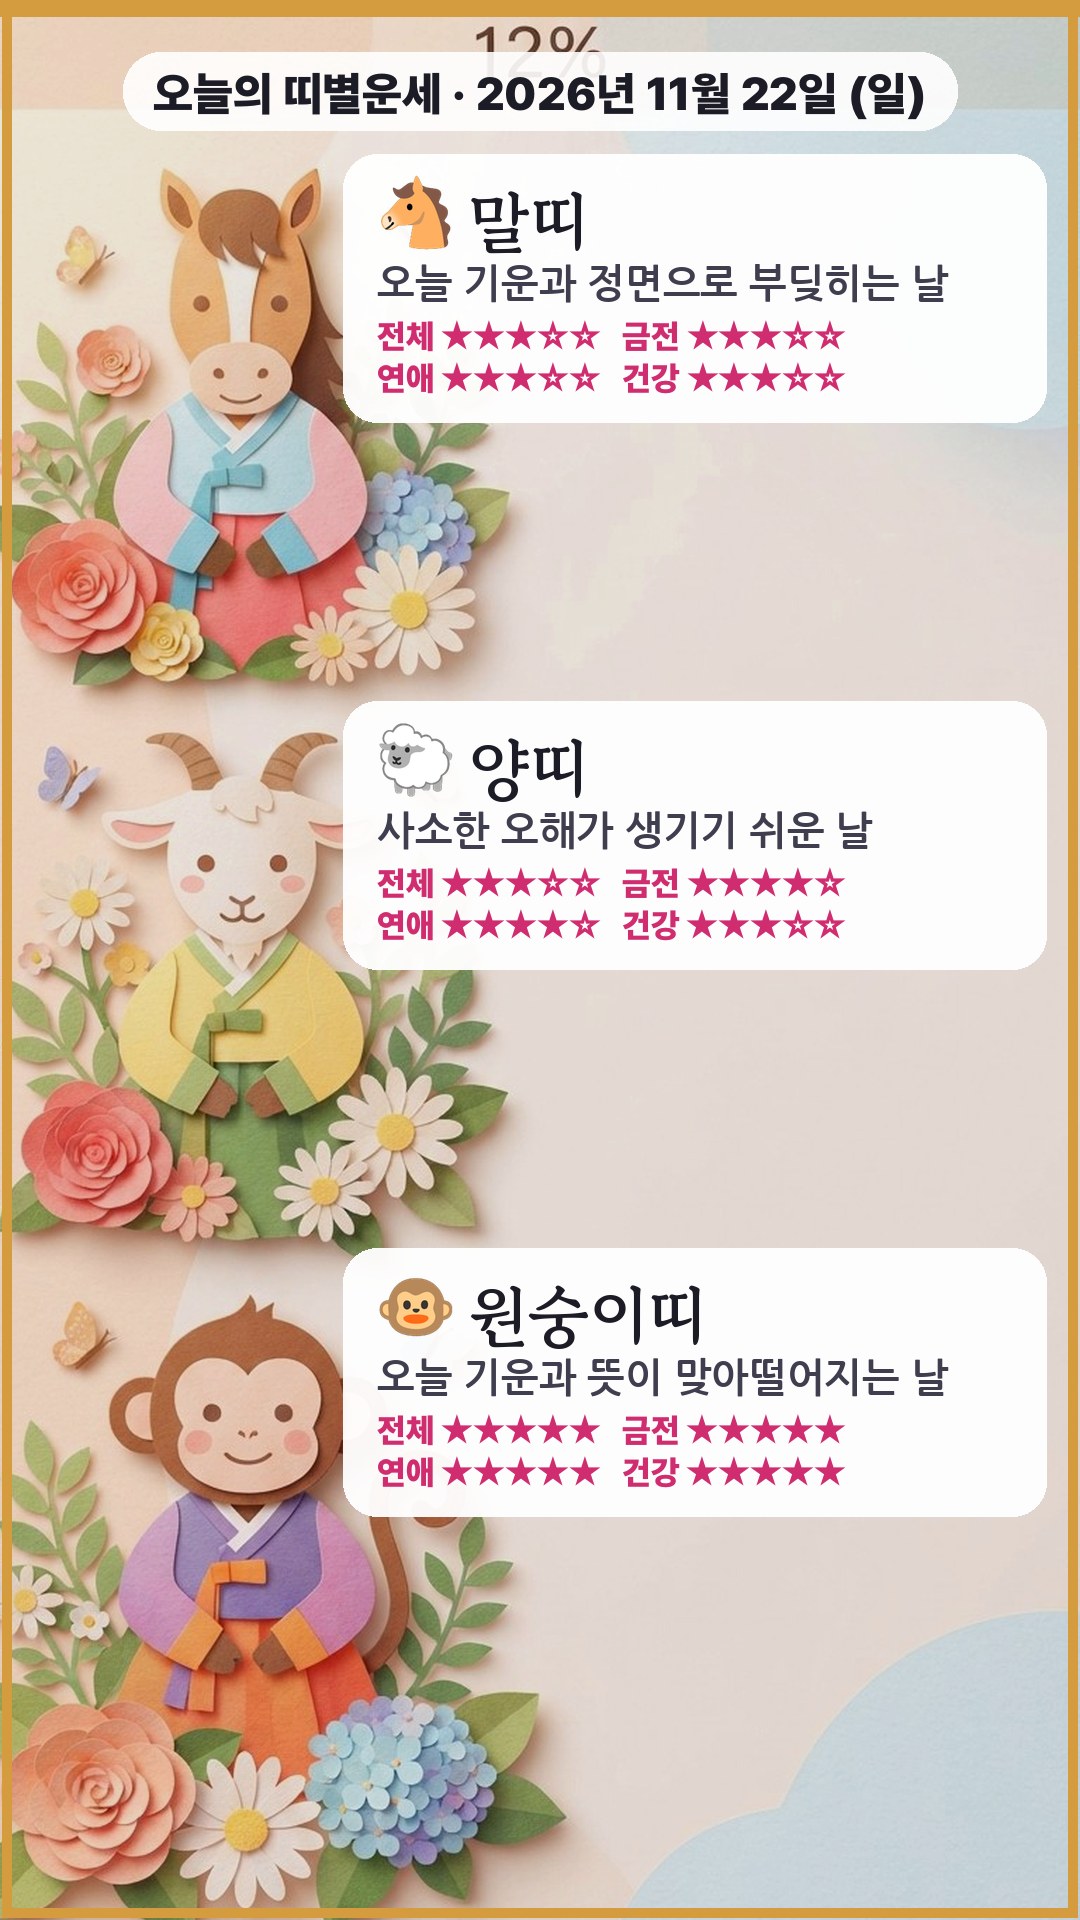 12%
오늘의 띠별운세 · 2026년 11월 22일 (일)
말띠
오늘 기운과 정면으로 부딪히는 날
전체 ★★★☆☆ 금전 ★★★☆☆
연애 ★★★☆☆ 건강 ★★★☆☆
양띠
사소한 오해가 생기기 쉬운 날
전체 ★★★☆☆ 금전 ★★★★☆
연애 ★★★★☆ 건강 ★★★☆☆
원숭이띠
오늘 기운과 뜻이 맞아떨어지는 날
전체 ★★★★★ 금전 ★★★★★
연애 ★★★★★ 건강 ★★★★★